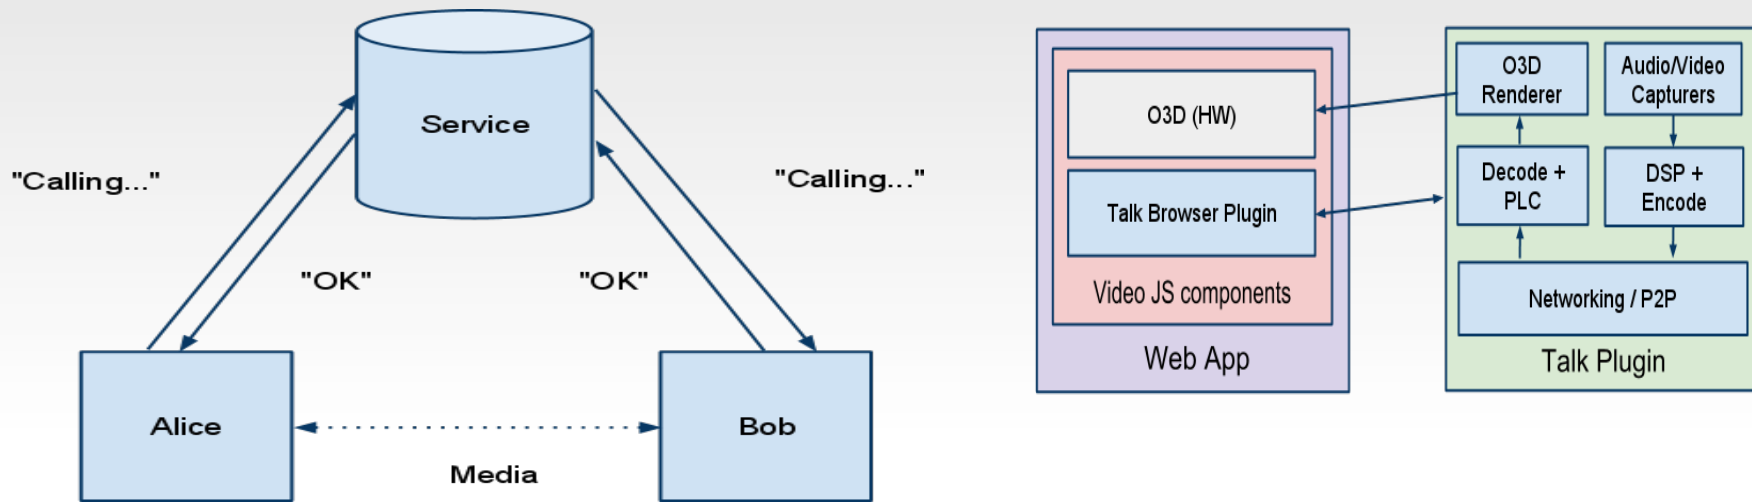 Service
"Calling..."
"Calling..."
"OK"
"OK"
Alice
Bob
Media
O3D (HW)
Talk Browser Plugin
Video JS components
Web App
O3D
Renderer
Audio/Video
Capturers
Decode +
PLC
DSP +
Encode
Networking / P2P
Talk Plugin